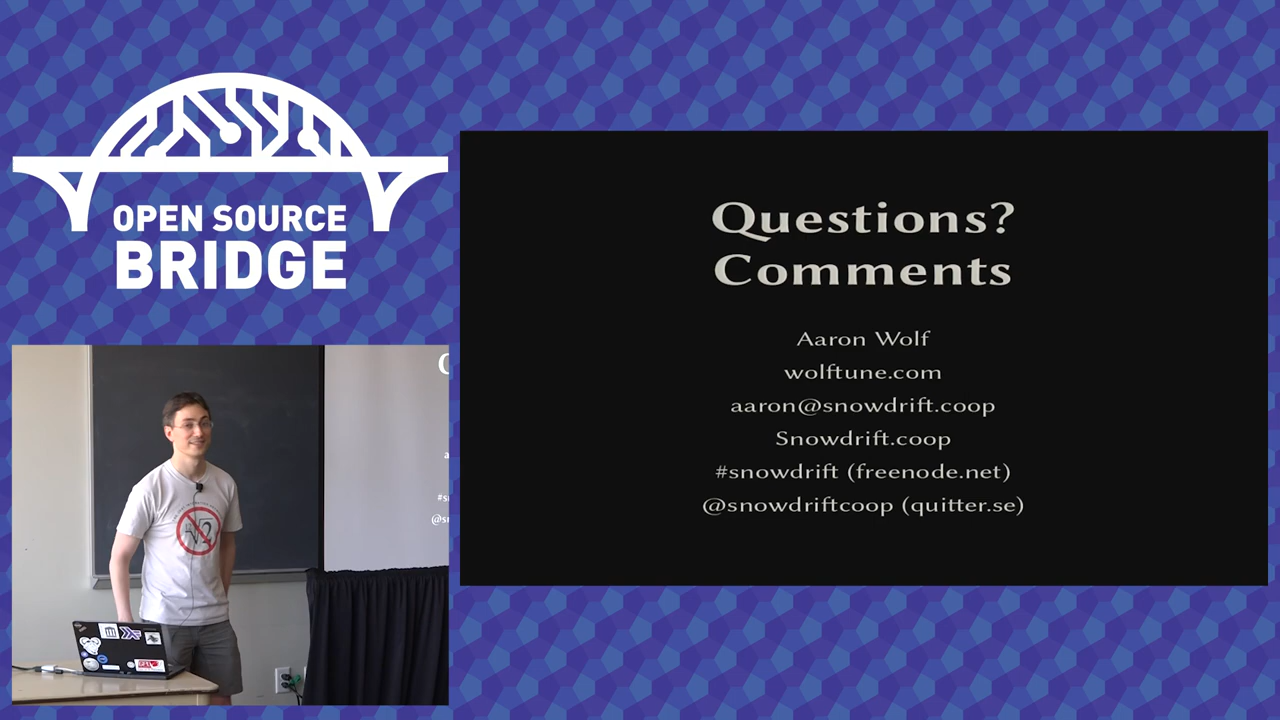 OPEN SOURCE
BRIDGE
Questions?
Comments
Aaron Wolf
wolftune.com
aaron@snowdrift.coop
Snowdrift.coop
#snowdrift (freenode.net)
@snowdriftcoop (quitter.se)
√2
#s
@s